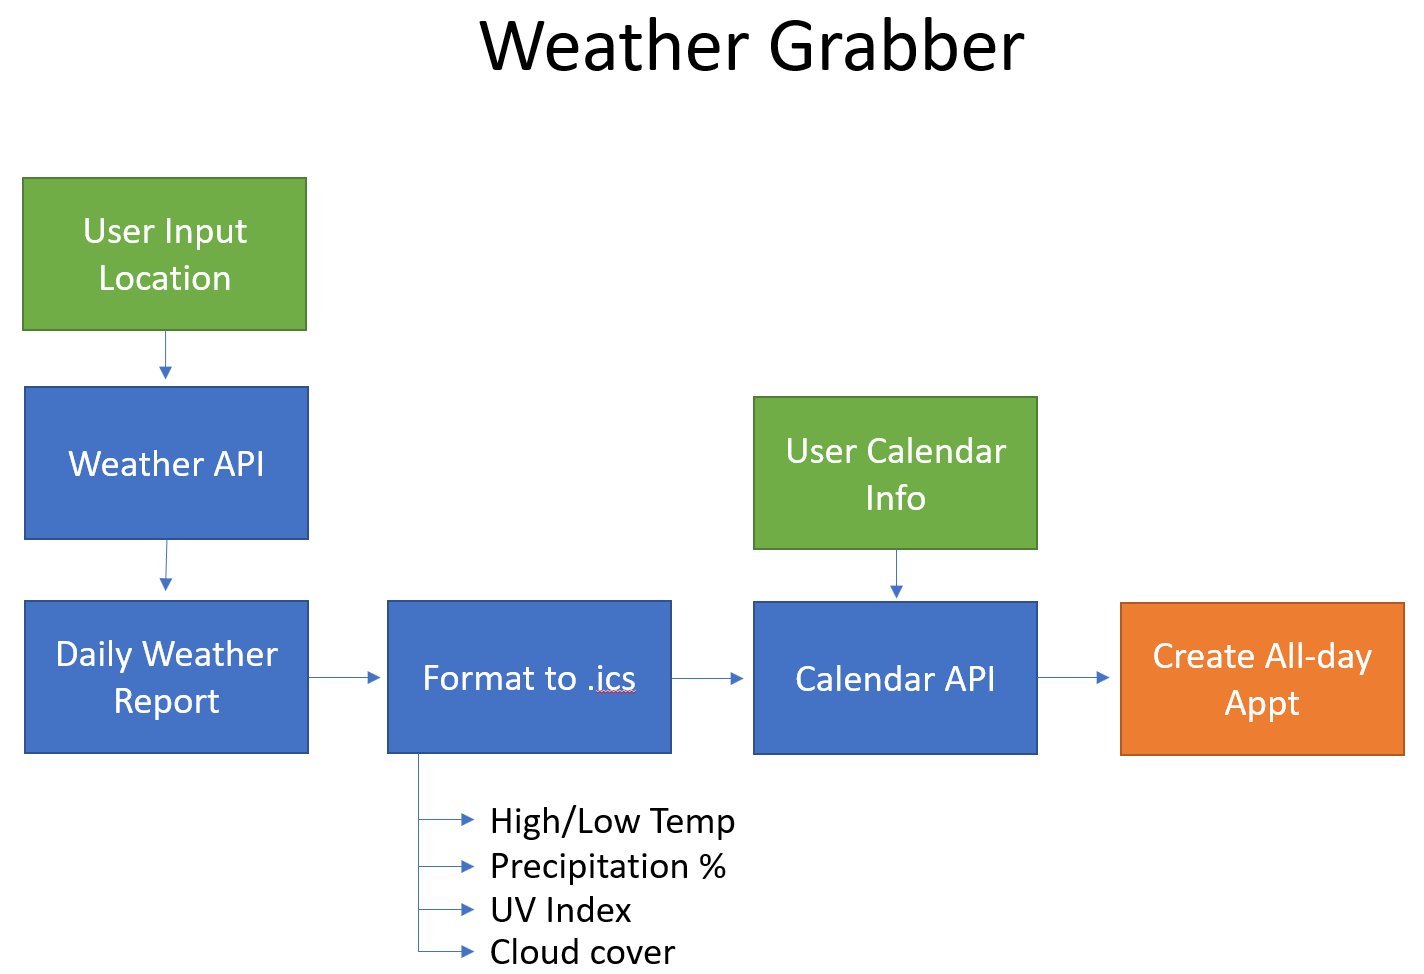 Weather Grabber
User Input
Location
Weather API
Daily Weather
Report
Format to .ics
High/Low Temp
Precipitation %
UV Index
Cloud cover
User Calendar
Info
Calendar API
Create All-day
Appt